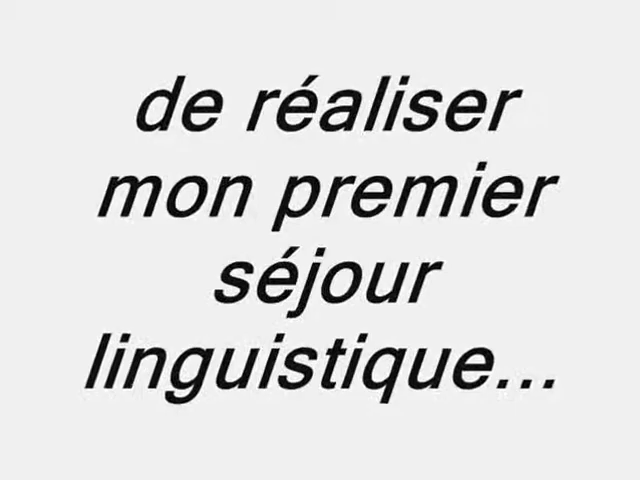 de réaliser
mon premier
séjour
linguistique...